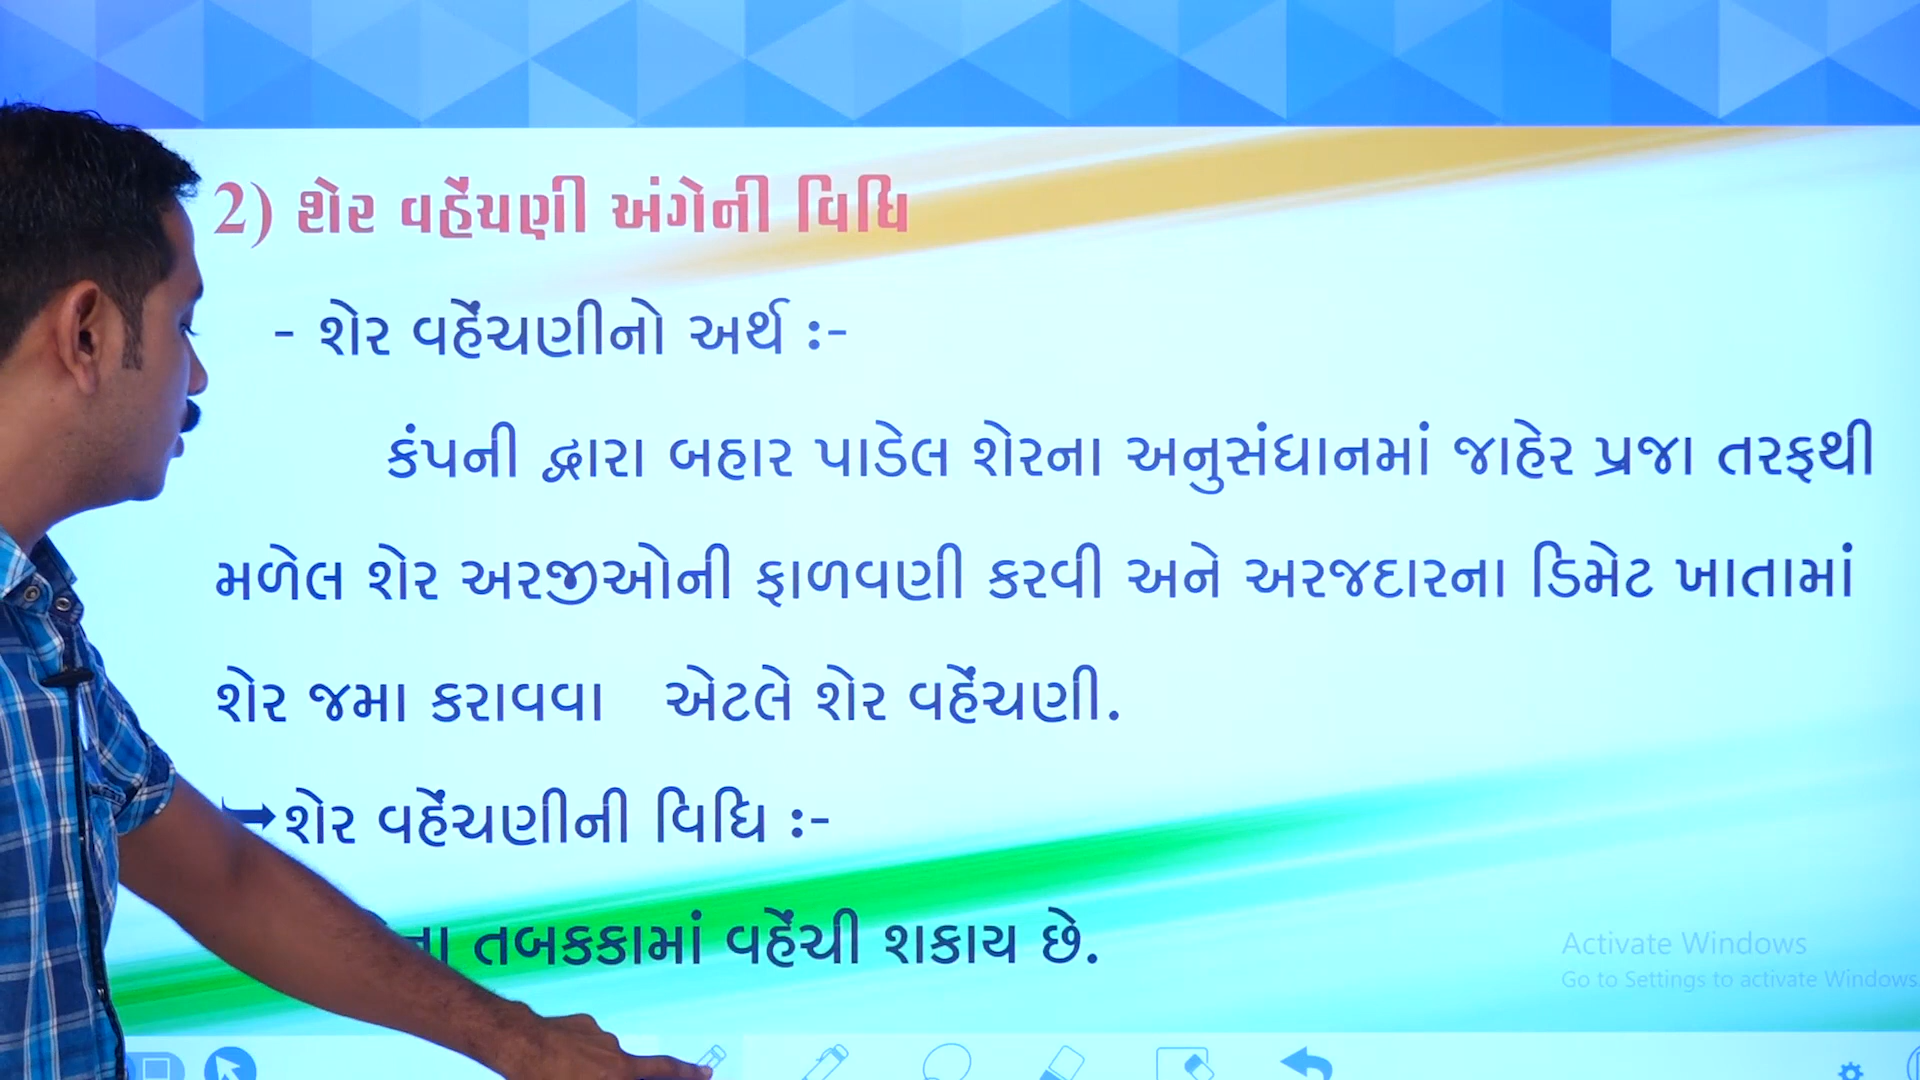 2) શેર વહેંચણી અંગેની વિધિ
- શેર વહેંચણીનો અર્થ :-
કંપની દ્વારા બહાર પાડેલ શેરના અનુસંધાનમાં જાહેર પ્રજા તરફથી
મળેલ શેર અરજીઓની ફાળવણી કરવી અને અરજદારના ડિમેટ ખાતામાં
શેર જમા કરાવવા એટલે શેર વહેંચણી.
➥શેર વહેંચણીની વિધિ :-
તબકકામાં વહેંચી શકાય છે.
Activate Windows
Go to Settings to activate Windows.